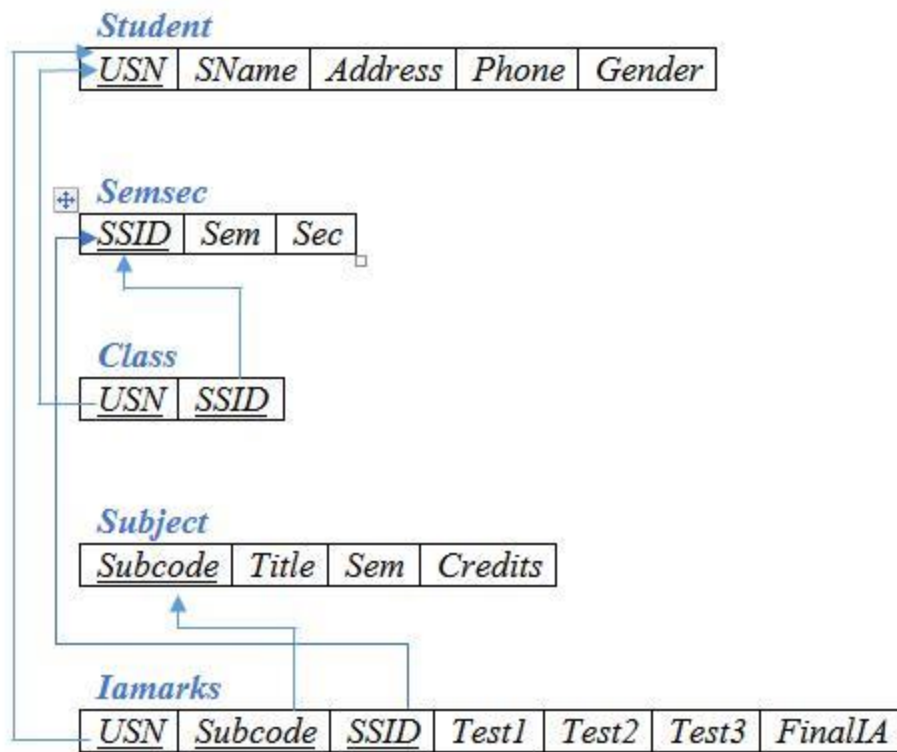 Student
USN SName Address Phone Gender
Semsec
SSID Sem Sec
Class
USN SSID
Subject
Subcode Title Sem Credits
Iamarks
USN Subcode SSID Test1 Test2 Test3 FinalIA